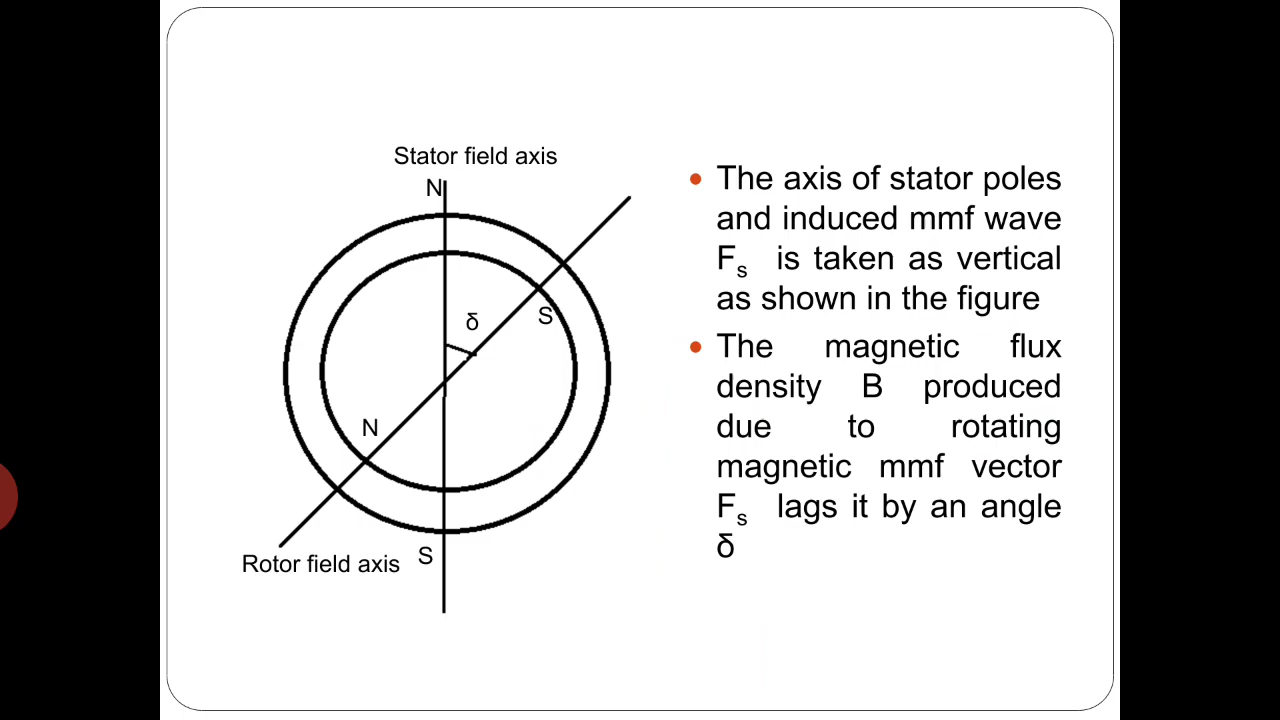 Stator field axis
N
δ
S
N
Rotor field axis
S
• The axis of stator poles
and induced mmf wave
Fs is taken as vertical
as shown in the figure
• The magnetic flux
density B produced
due to rotating
magnetic mmf vector
Fs lags it by an angle
δ